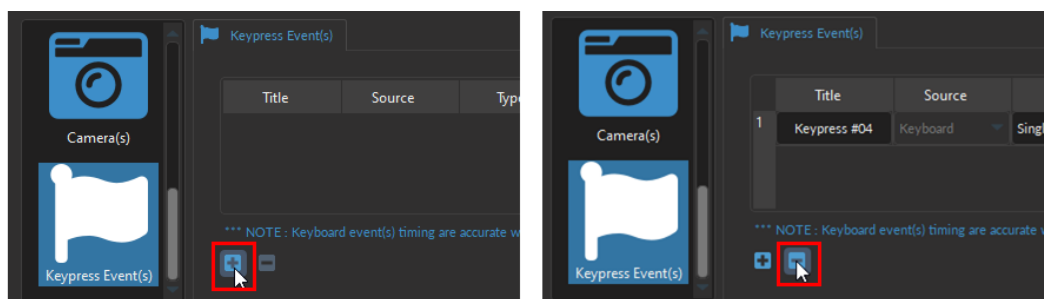 Keypress Event(s)
Title Source Type
Camera(s)
*** NOTE : Keyboard event(s) timing are accurate w
Keypress Event(s)
Keypress Event(s)
Title Source
1 Keypress #04 Keyboard Singl
Camera(s)
*** NOTE : Keyboard event(s) timing are accurate w
Keypress Event(s)